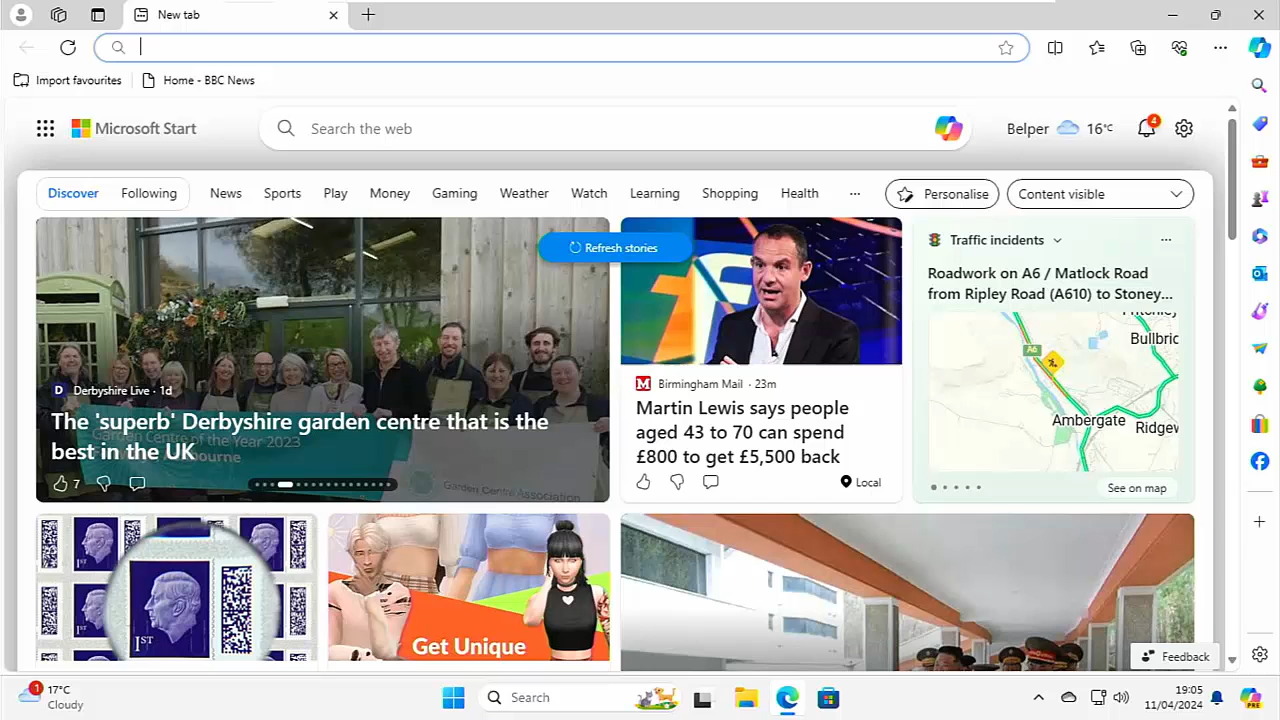 New tab
Import favourites
Home - BBC News
Microsoft Start
Search the web
Belper
16°C
4
Discover
Following
News
Sports
Play
Money
Gaming
Weather
Watch
Learning
Shopping
Health
Personalise
Content visible
Refresh stories
Derbyshire Live · 1d
The 'superb' Derbyshire garden centre that is the
best in the UK
Garden Centre of the Year 2023
7
Garden Centre Association
Birmingham Mail · 23m
Martin Lewis says people
aged 43 to 70 can spend
£800 to get £5,500 back
Local
Traffic incidents
Roadwork on A6 / Matlock Road
from Ripley Road (A610) to Stoney...
A6
Bullbric
Ambergate
Ridgew
See on map
1ST
Get Unique
Feedback
1
17°C
Cloudy
Search
19:05
11/04/2024
PRE